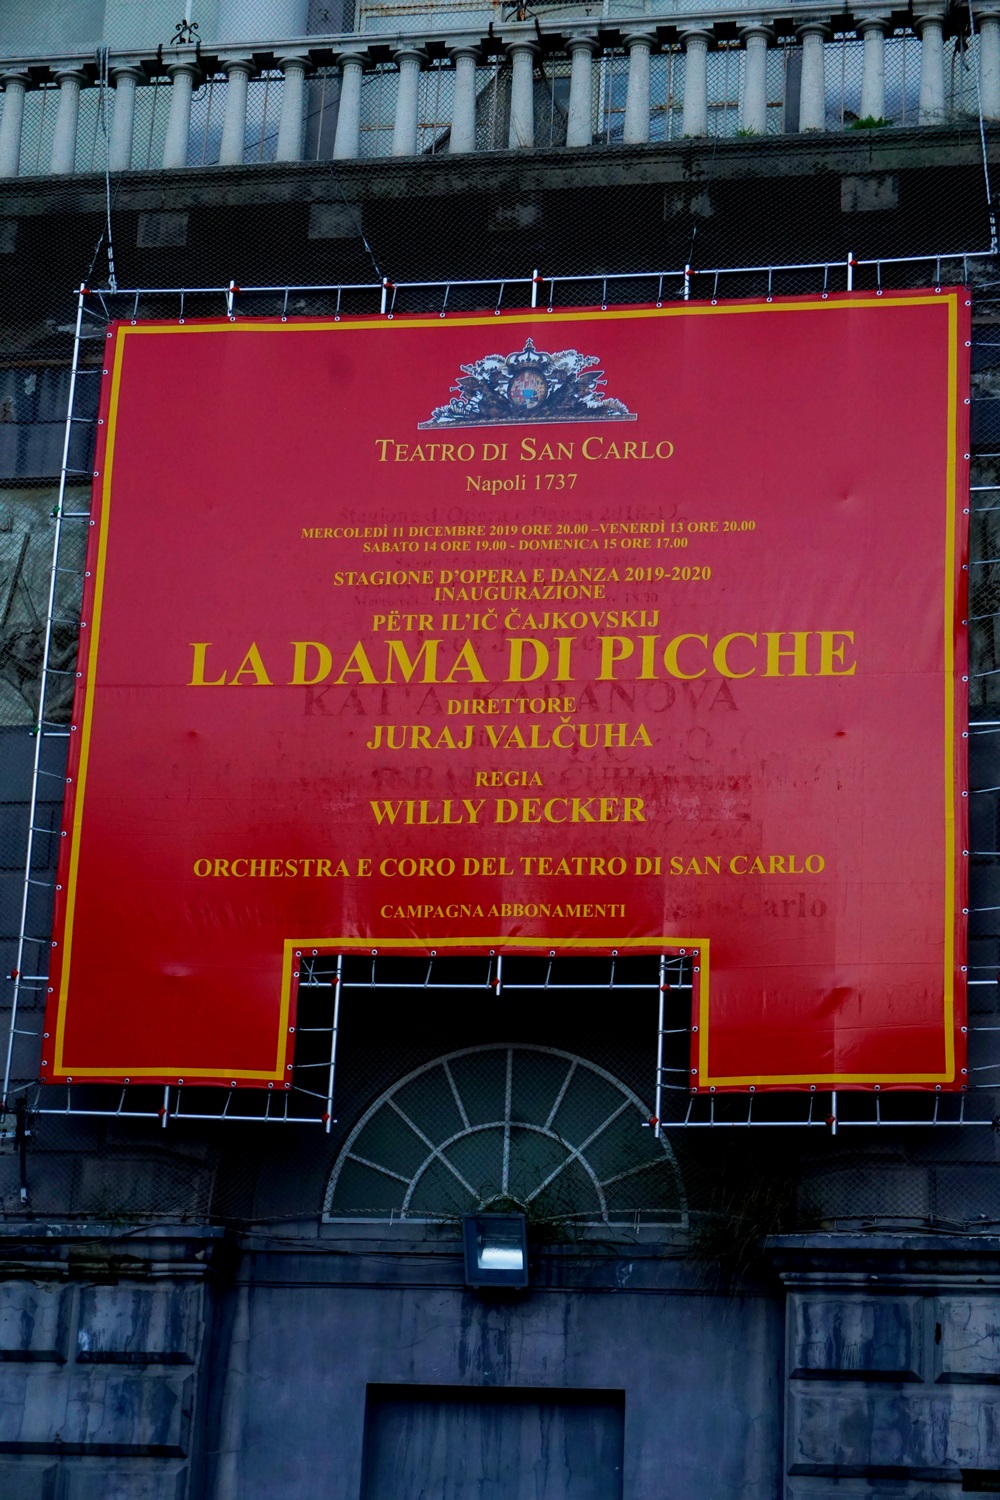 TEATRO DI SAN CARLO
Napoli 1737
MERCOLEDÌ 11 DICEMBRE 2019 ORE 20.00 –VENERDÌ 13 ORE 20.00
SABATO 14 ORE 19.00 - DOMENICA 15 ORE 17.00
STAGIONE D'OPERA E DANZA 2019-2020
INAUGURAZIONE
PËTR IL'IČ ČAJKOVSKIJ
LA DAMA DI PICCHE
KAT'A KABANOVA
DIRETTORE
JURAJ VALČUHA
REGIA
WILLY DECKER
ORCHESTRA E CORO DEL TEATRO DI SAN CARLO
CAMPAGNA ABBONAMENTI